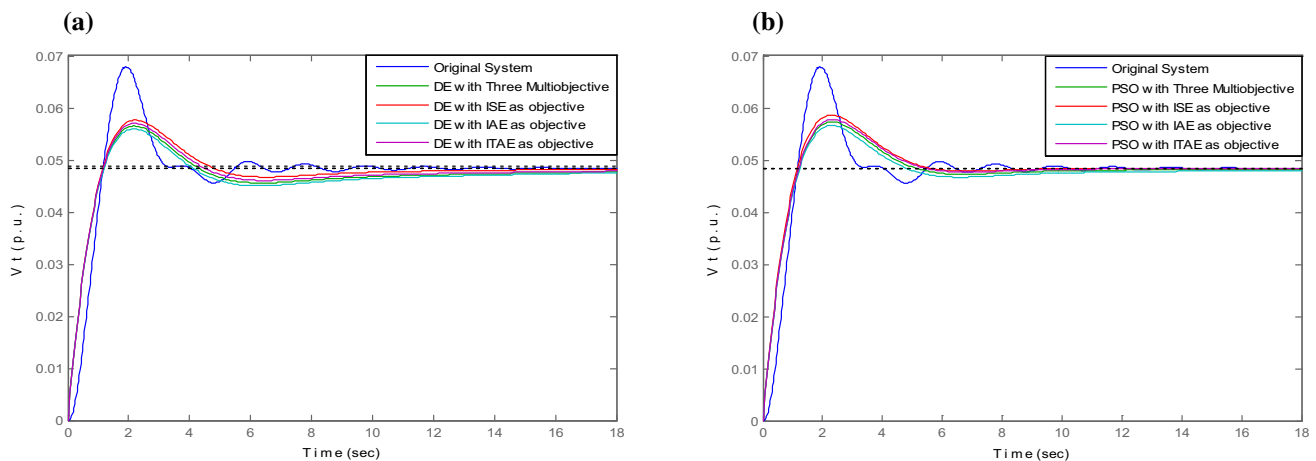 (a)
0.07
0.06
0.05
0.04
0.03
0.02
0.01
0
V t ( p . u . )
0 2 4 6 8 10 12 14 16 18
T i m e (sec)
Original System
DE with Three Multiobjective
DE with ISE as objective
DE with IAE as objective
DE with ITAE as objective
(b)
0.07
0.06
0.05
0.04
0.03
0.02
0.01
0
V t ( p . u . )
0 2 4 6 8 10 12 14 16 18
T i m e (sec)
Original System
PSO with Three Multiobjective
PSO with ISE as objective
PSO with IAE as objective
PSO with ITAE as objective